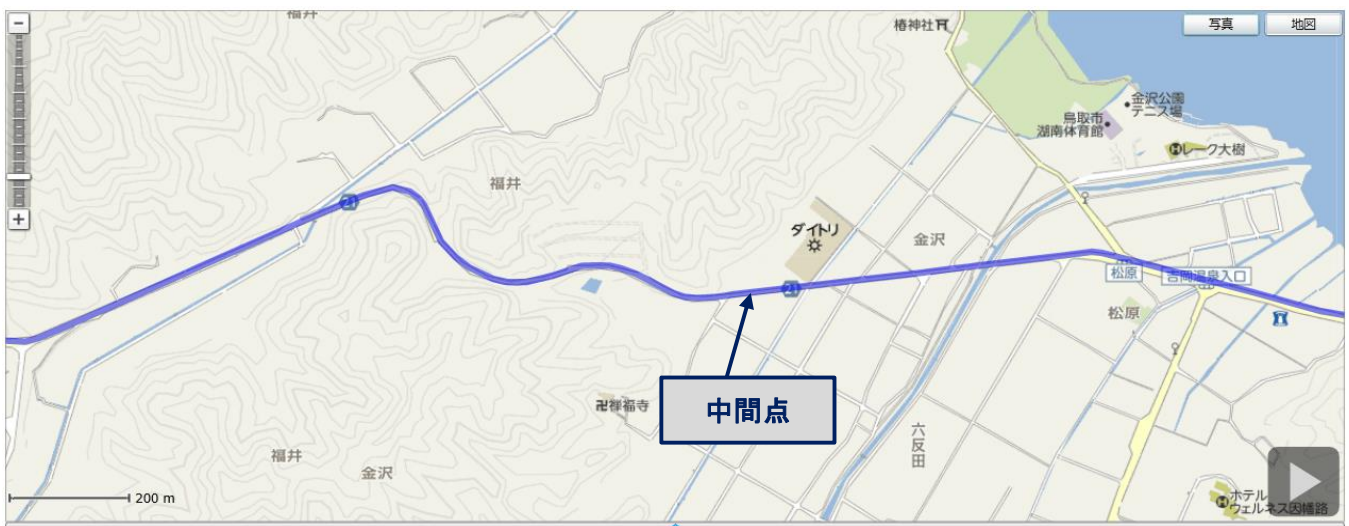 福井
椿神社
写真
地図
金沢公園
テニス場
鳥取市
湖南体育館
レーク大樹
福井
21
ダイトリ
金沢
松原
吉岡温泉入口
21
松原
中間点
卍禅福寺
六反田
福井
金沢
200 m
ホテル
ウェルネス因幡路